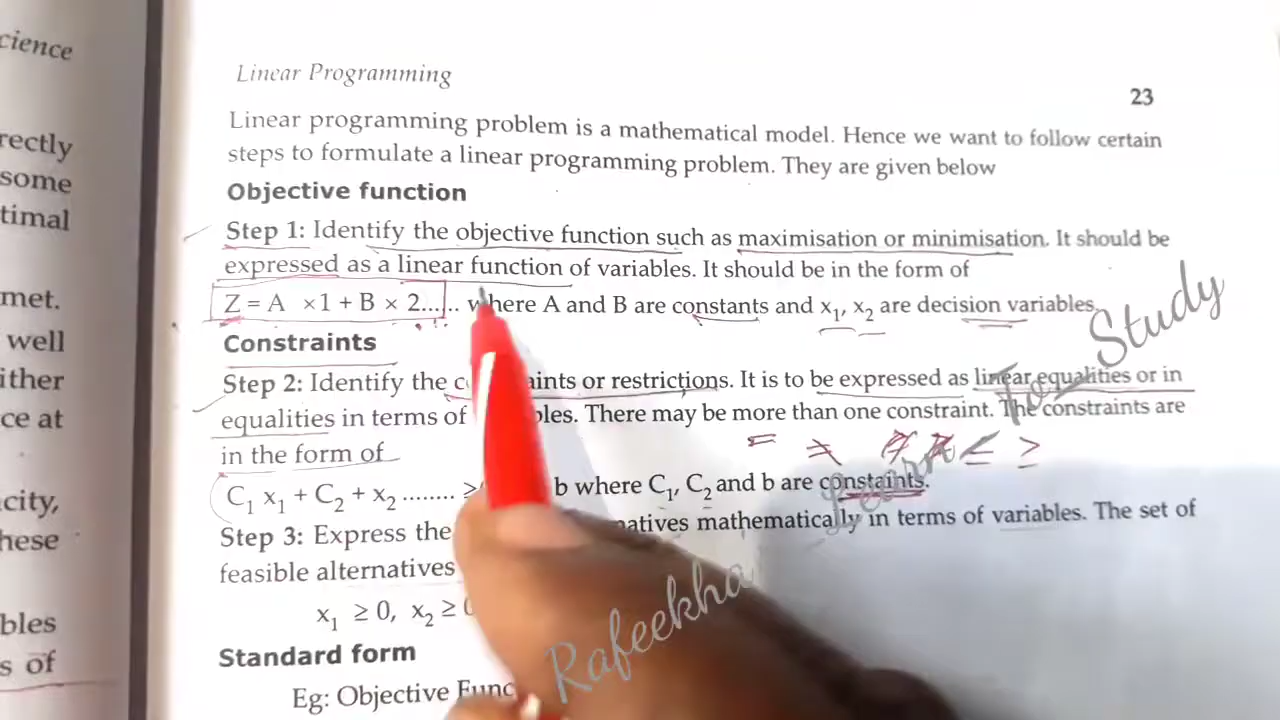 cience
rectly
some
timal
met.
well
ither
ce at
city,
hese
bles
s of
Linear Programming
23
Linear programming problem is a mathematical model. Hence we want to follow certain
steps to formulate a linear programming problem. They are given below
Objective function
Step 1: Identify the objective function such as maximisation or minimisation. It should be
expressed as a linear function of variables. It should be in the form of
Z = A ×1 + B × 2...... where A and B are constants and x₁, x₂ are decision variables.
Constraints
Step 2: Identify the c aints or restrictions. It is to be expressed as linear equalities or in
equalities in terms of bles. There may be more than one constraint. The constraints are
in the form of
= ≠ ≤ ≥
C₁ x₁ + C₂ + x₂ ........ ≥ b where C₁, C₂ and b are constaints.
Step 3: Express the natives mathematically in terms of variables. The set of
feasible alternatives
x₁ ≥ 0, x₂ ≥ 0
Standard form
Eg: Objective Func
Rafeekha Learn To Study